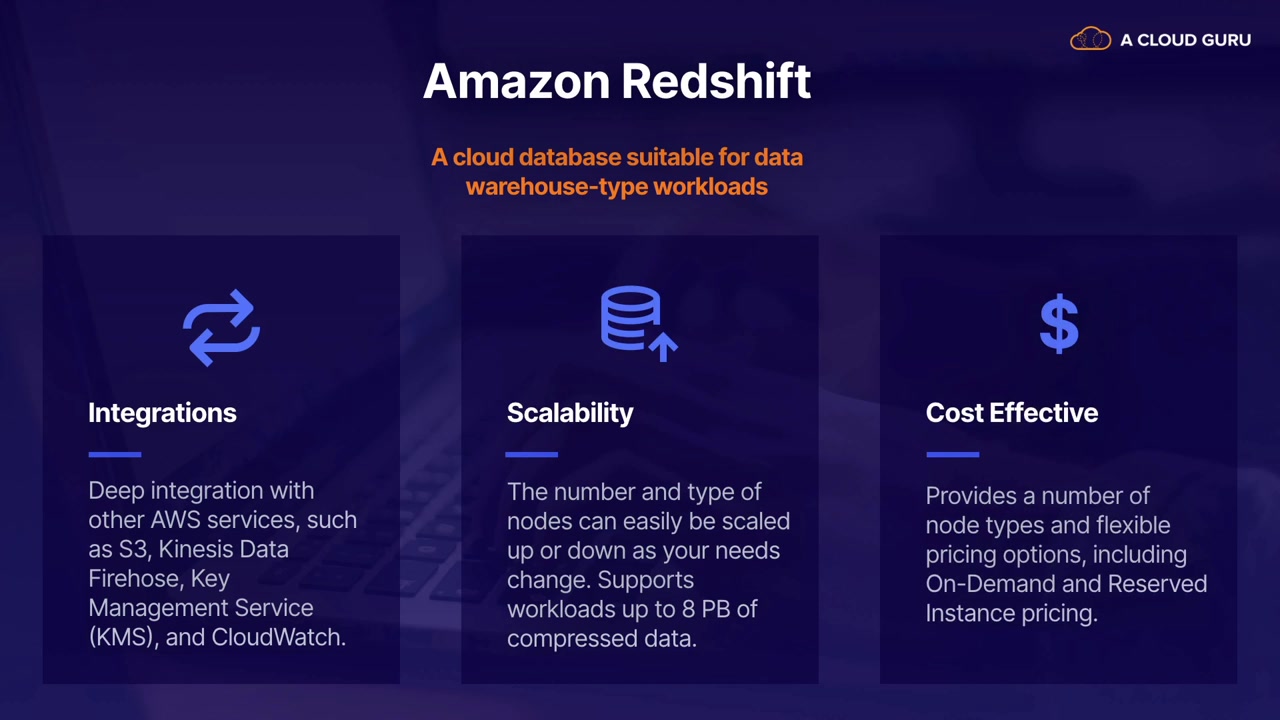 A CLOUD GURU
Amazon Redshift
A cloud database suitable for data
warehouse-type workloads
Integrations
Deep integration with
other AWS services, such
as S3, Kinesis Data
Firehose, Key
Management Service
(KMS), and CloudWatch.
Scalability
The number and type of
nodes can easily be scaled
up or down as your needs
change. Supports
workloads up to 8 PB of
compressed data.
$
Cost Effective
Provides a number of
node types and flexible
pricing options, including
On-Demand and Reserved
Instance pricing.